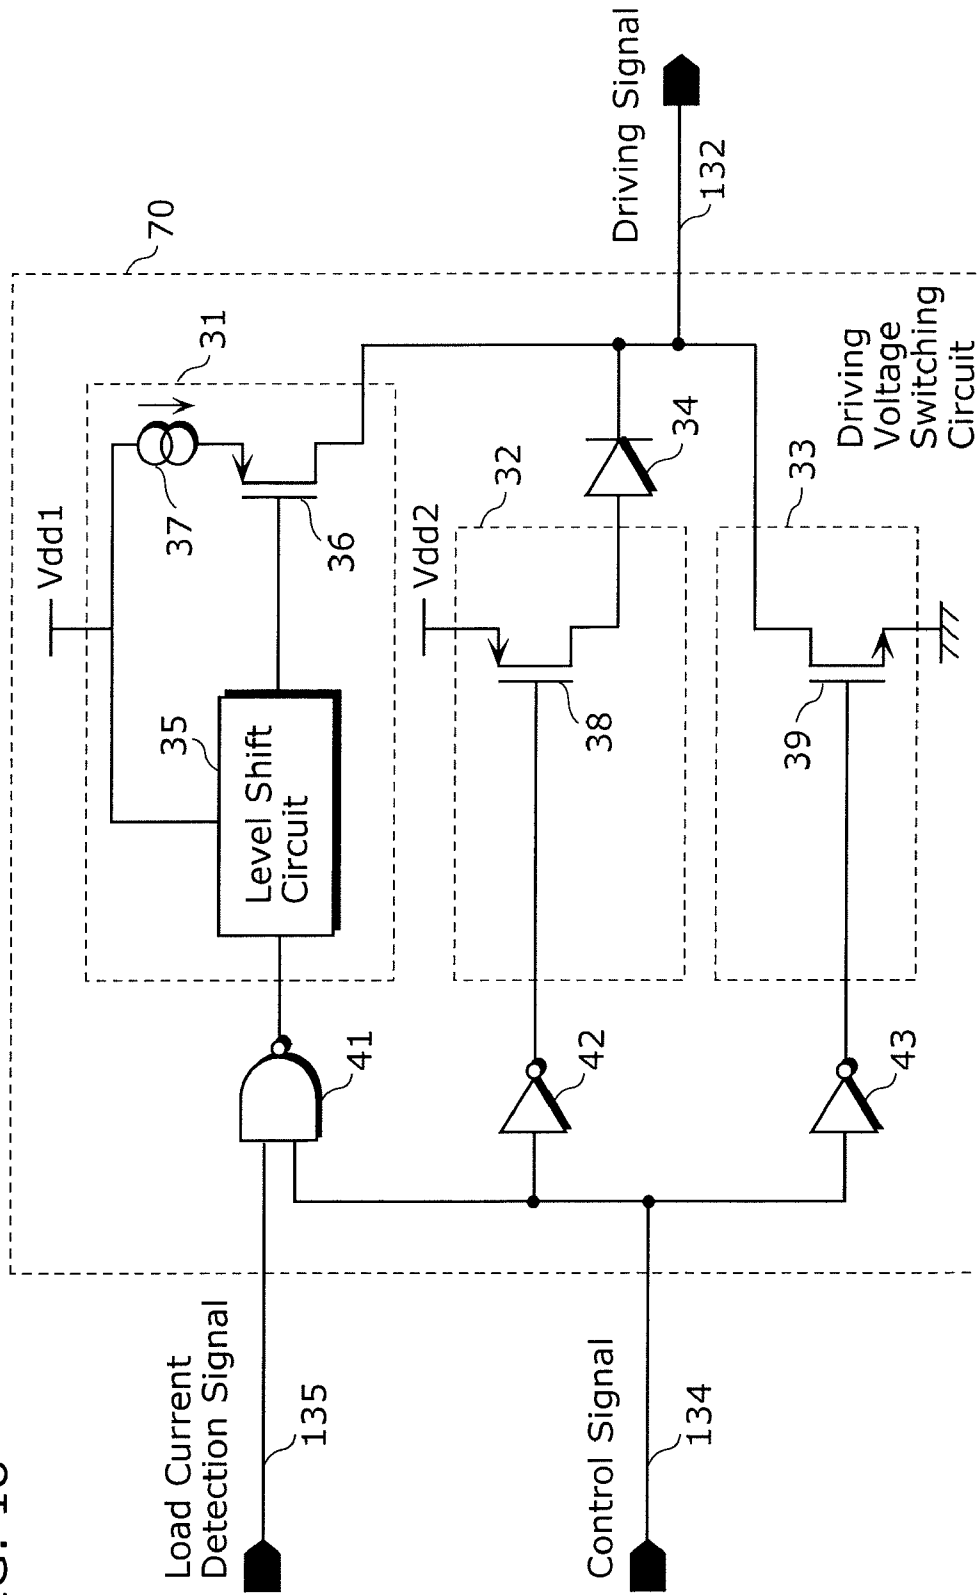 70
Vdd1
31
37
36
35
Level Shift
Circuit
41
Load Current
Detection Signal
135
Driving Signal
132
Vdd2
32
34
38
42
Control Signal
134
33
39
43
Driving
Voltage
Switching
Circuit